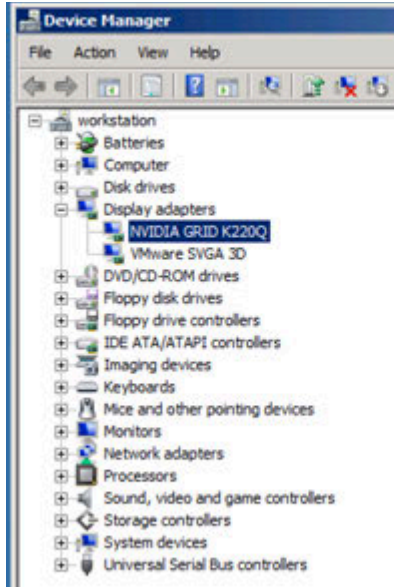 Device Manager
File Action View Help
workstation
Batteries
Computer
Disk drives
Display adapters
NVIDIA GRID K220Q
VMware SVGA 3D
DVD/CD-ROM drives
Floppy disk drives
Floppy drive controllers
IDE ATA/ATAPI controllers
Imaging devices
Keyboards
Mice and other pointing devices
Monitors
Network adapters
Processors
Sound, video and game controllers
Storage controllers
System devices
Universal Serial Bus controllers